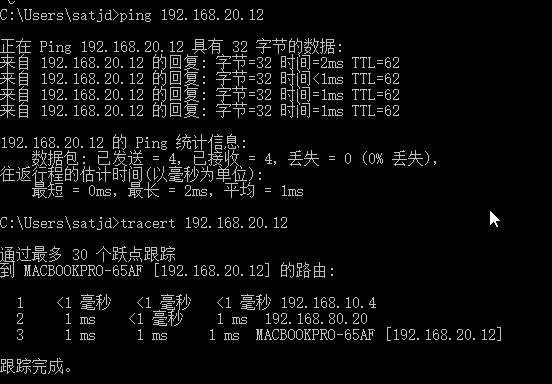 C:\Users\satjd>ping 192.168.20.12
正在 Ping 192.168.20.12 具有 32 字节的数据:
来自 192.168.20.12 的回复: 字节=32 时间=2ms TTL=62
来自 192.168.20.12 的回复: 字节=32 时间<1ms TTL=62
来自 192.168.20.12 的回复: 字节=32 时间=1ms TTL=62
来自 192.168.20.12 的回复: 字节=32 时间=1ms TTL=62
192.168.20.12 的 Ping 统计信息:
数据包: 已发送 = 4, 已接收 = 4, 丢失 = 0 (0% 丢失),
往返行程的估计时间(以毫秒为单位):
最短 = 0ms, 最长 = 2ms, 平均 = 1ms
C:\Users\satjd>tracert 192.168.20.12
通过最多 30 个跃点跟踪
到 MACBOOKPRO-65AF [192.168.20.12] 的路由:
1 <1 毫秒 <1 毫秒 <1 毫秒 192.168.10.4
2 1 ms <1 毫秒 1 ms 192.168.80.20
3 1 ms 1 ms 1 ms MACBOOKPRO-65AF [192.168.20.12]
跟踪完成。